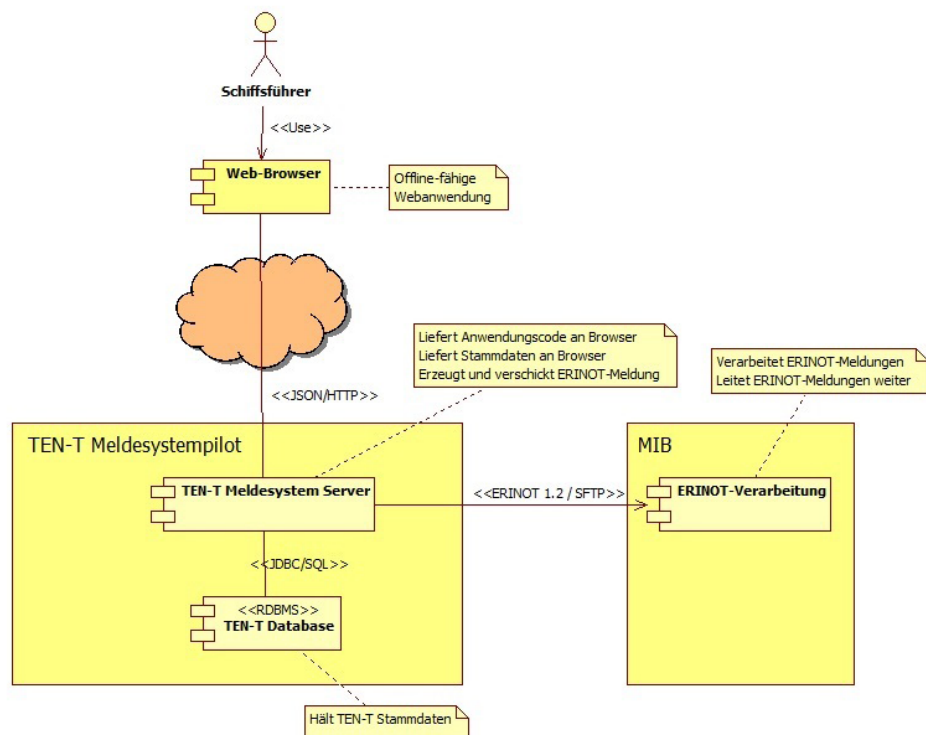 Schiffsführer
<<Use>>
Web-Browser
Offline-fähige
Webanwendung
Liefert Anwendungscode an Browser
Liefert Stammdaten an Browser
Erzeugt und verschickt ERINOT-Meldung
Verarbeitet ERINOT-Meldungen
Leitet ERINOT-Meldungen weiter
<<JSON/HTTP>>
TEN-T Meldesystempilot
MIB
TEN-T Meldesystem Server
<<ERINOT 1.2 / SFTP>>
ERINOT-Verarbeitung
<<JDBC/SQL>>
<<RDBMS>>
TEN-T Database
Hält TEN-T Stammdaten